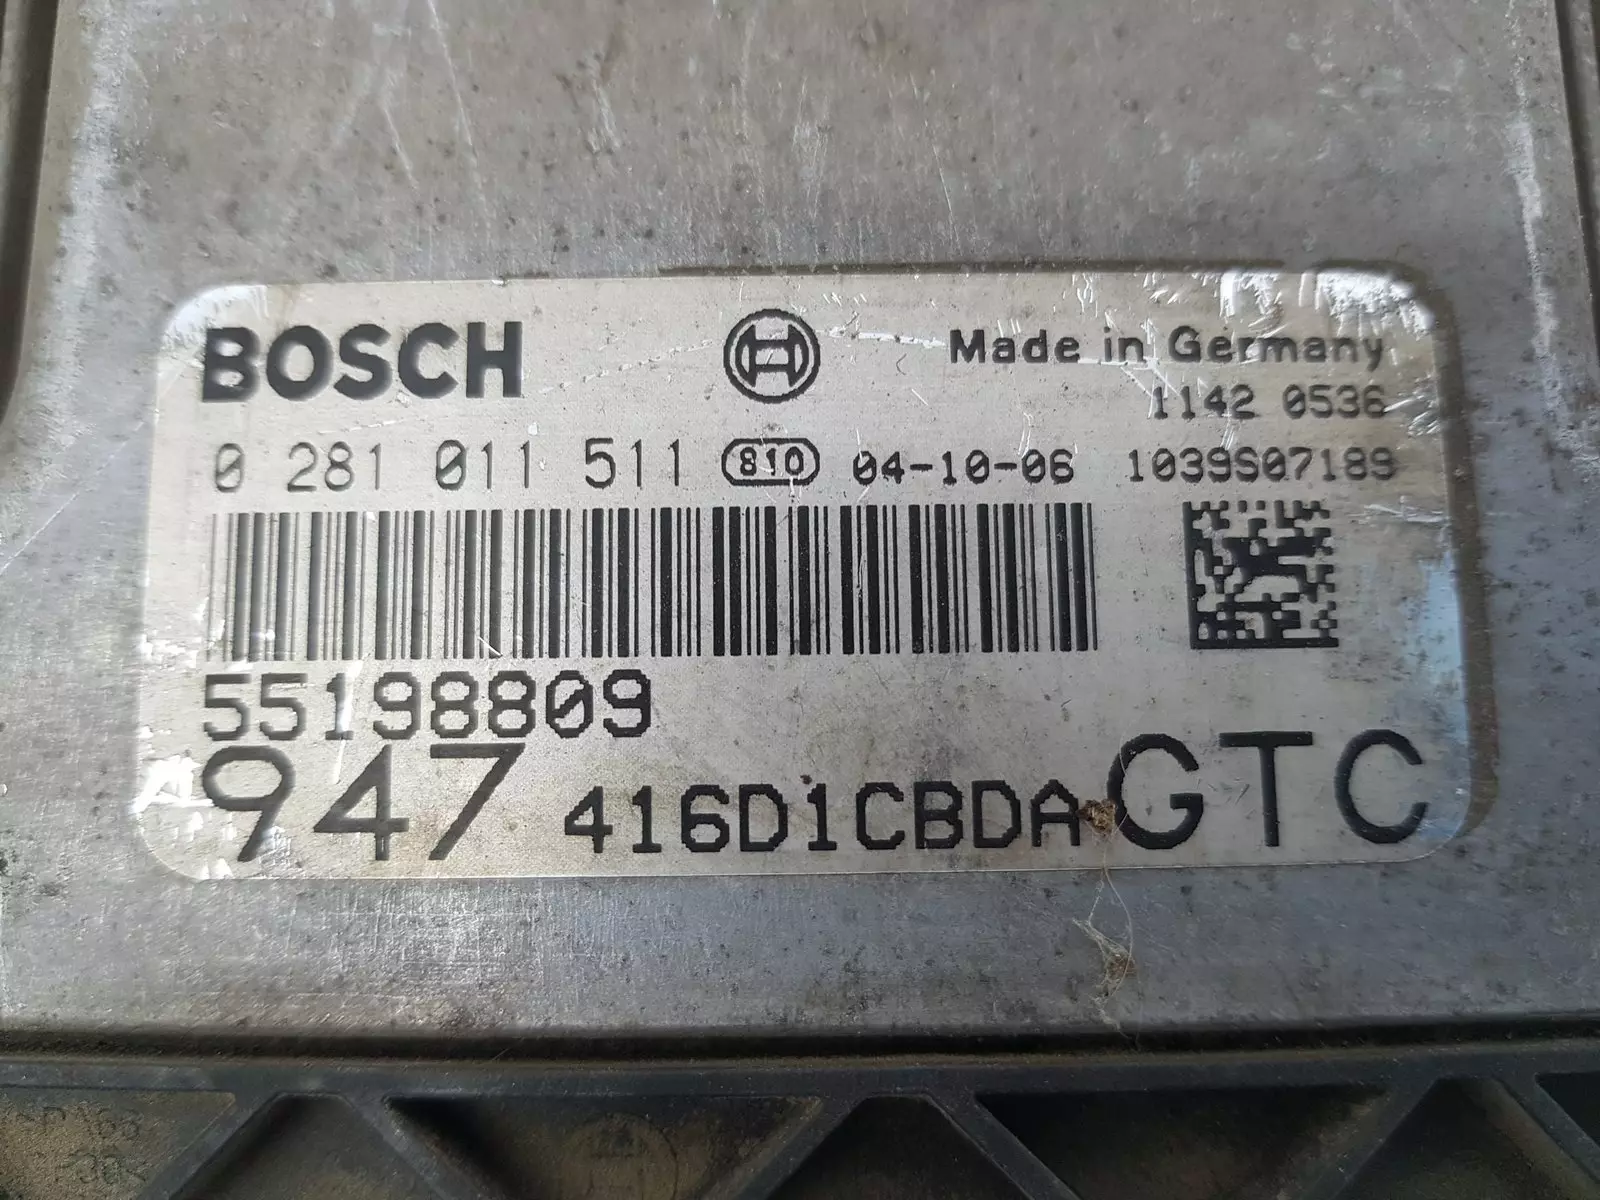 BOSCH Made in Germany
1142 0536
0 281 011 511 810 04-10-06 1039S07189
55198809
947 416D1CBDA GTC